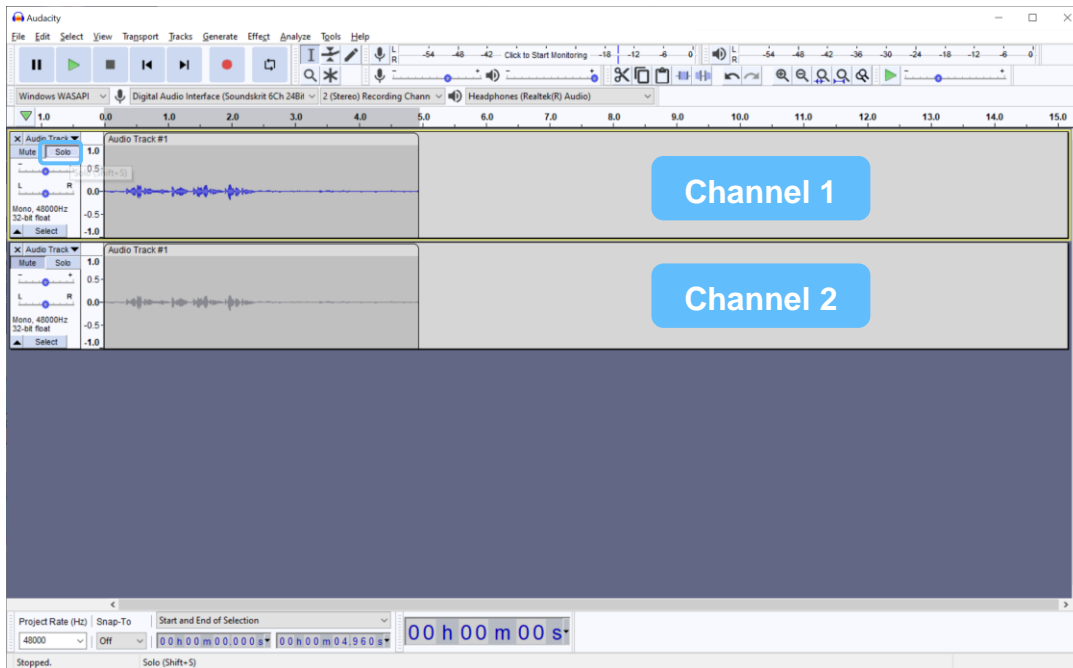 Audacity
File Edit Select View Transport Tracks Generate Effect Analyze Tools Help
L R -54 -48 -42 Click to Start Monitoring -18 -12 -6 0 L R -54 -48 -42 -36 -30 -24 -18 -12 -6 0
- + - + - +
Windows WASAPI Digital Audio Interface (Soundskrit 6Ch 24Bit 2 (Stereo) Recording Chann Headphones (Realtek(R) Audio)
1.0 0.0 1.0 2.0 3.0 4.0 5.0 6.0 7.0 8.0 9.0 10.0 11.0 12.0 13.0 14.0 15.0
X Audio Track Audio Track #1
Mute Solo 1.0
- 0.5-
Solo (Shift+S)
L R 0.0-
Channel 1
Mono, 48000Hz
32-bit float -0.5-
Select -1.0
X Audio Track Audio Track #1
Mute Solo 1.0
- + 0.5-
L R 0.0-
Channel 2
Mono, 48000Hz
32-bit float -0.5-
Select -1.0
Project Rate (Hz) Snap-To Start and End of Selection
48000 Off 00 h 00 m 00.000 s 00 h 00 m 04.960 s 00 h 00 m 00 s
Stopped. Solo (Shift+S)